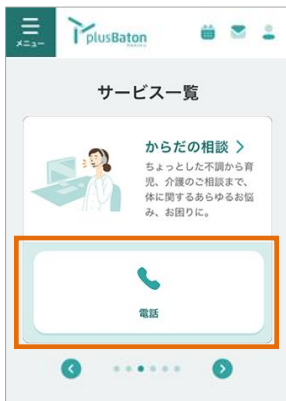 メニュー
plusBaton
サービス一覧
からだの相談
ちょっとした不調から育
児、介護のご相談まで、
体に関するあらゆるお悩
み、お困りに。
電話